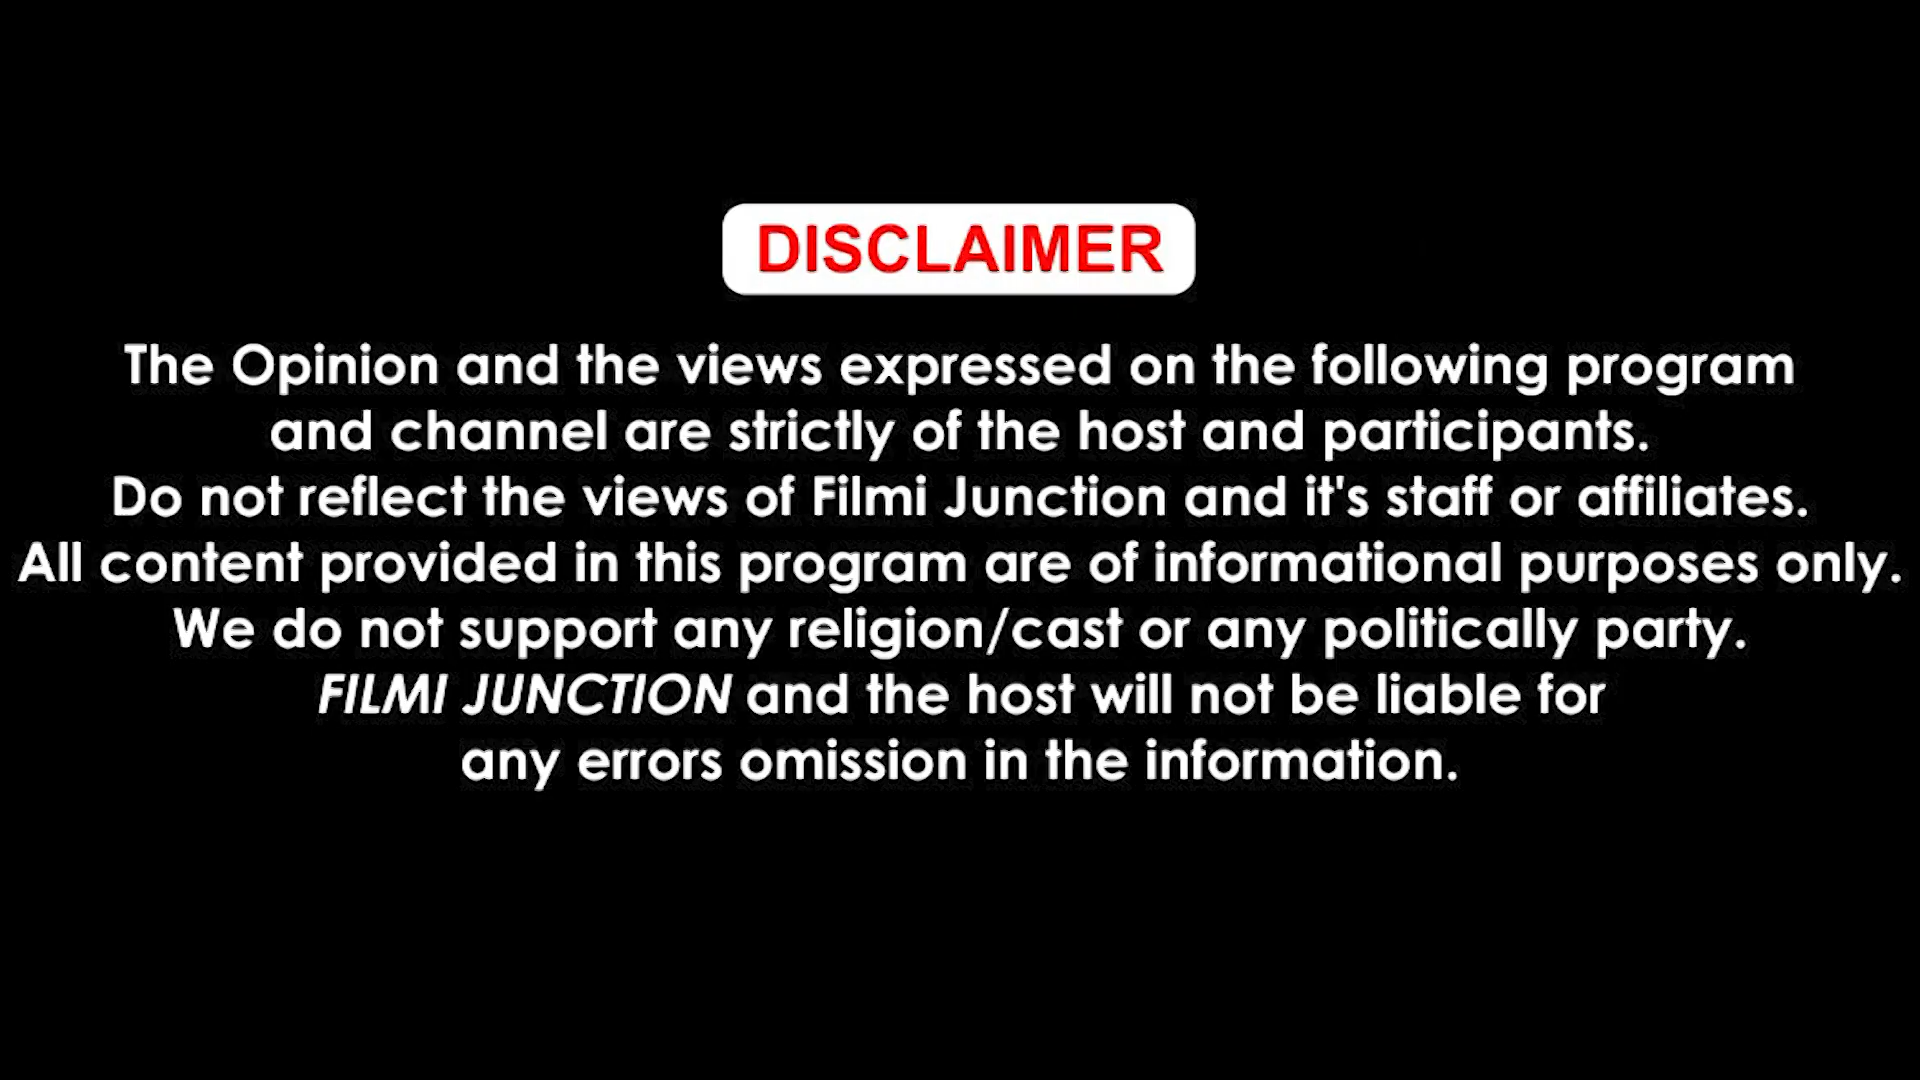 DISCLAIMER
The Opinion and the views expressed on the following program
and channel are strictly of the host and participants.
Do not reflect the views of Filmi Junction and it's staff or affiliates.
All content provided in this program are of informational purposes only.
We do not support any religion/cast or any politically party.
FILMI JUNCTION and the host will not be liable for
any errors omission in the information.